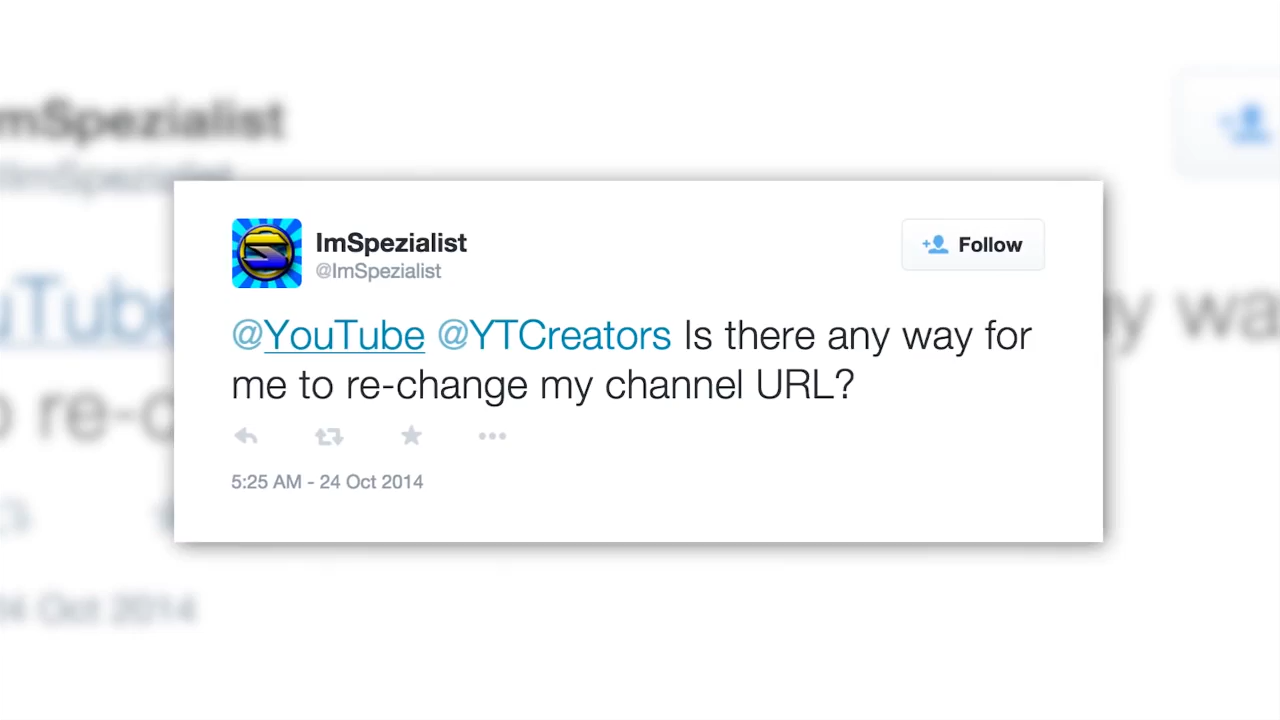 ImSpezialist
@ImSpezialist
Follow
@YouTube @YTCreators Is there any way for
me to re-change my channel URL?
5:25 AM - 24 Oct 2014